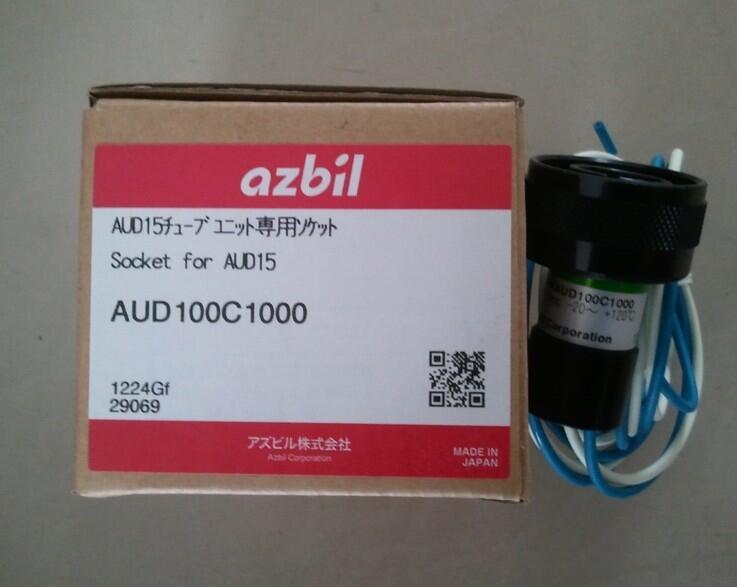 azbil
AUD15ﾁｭｰﾌﾞﾕﾆｯﾄ専用ｿｹｯﾄ
Socket for AUD15
AUD100C1000
1224Gf
29069
アズビル株式会社
Azbil Corporation
MADE IN
JAPAN
AUD100C1000
-20～ +120℃
Corporation